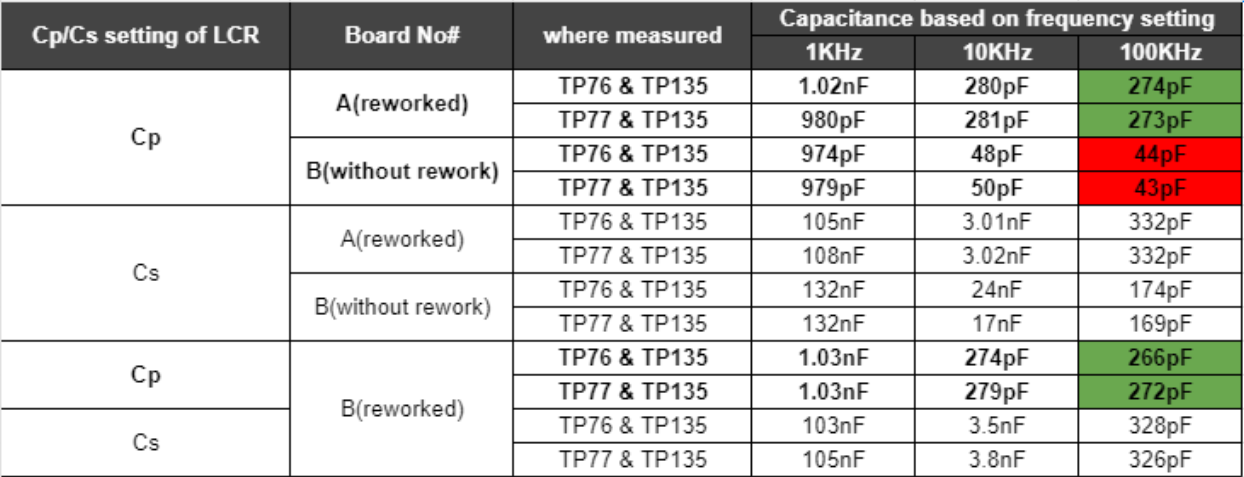 Cp/Cs setting of LCR Board No# where measured Capacitance based on frequency setting
1KHz 10KHz 100KHz
Cp A(reworked) TP76 & TP135 1.02nF 280pF 274pF
TP77 & TP135 980pF 281pF 273pF
B(without rework) TP76 & TP135 974pF 48pF 44pF
TP77 & TP135 979pF 50pF 43pF
Cs A(reworked) TP76 & TP135 105nF 3.01nF 332pF
TP77 & TP135 108nF 3.02nF 332pF
B(without rework) TP76 & TP135 132nF 24nF 174pF
TP77 & TP135 132nF 17nF 169pF
Cp B(reworked) TP76 & TP135 1.03nF 274pF 266pF
TP77 & TP135 1.03nF 279pF 272pF
Cs TP76 & TP135 103nF 3.5nF 328pF
TP77 & TP135 105nF 3.8nF 326pF